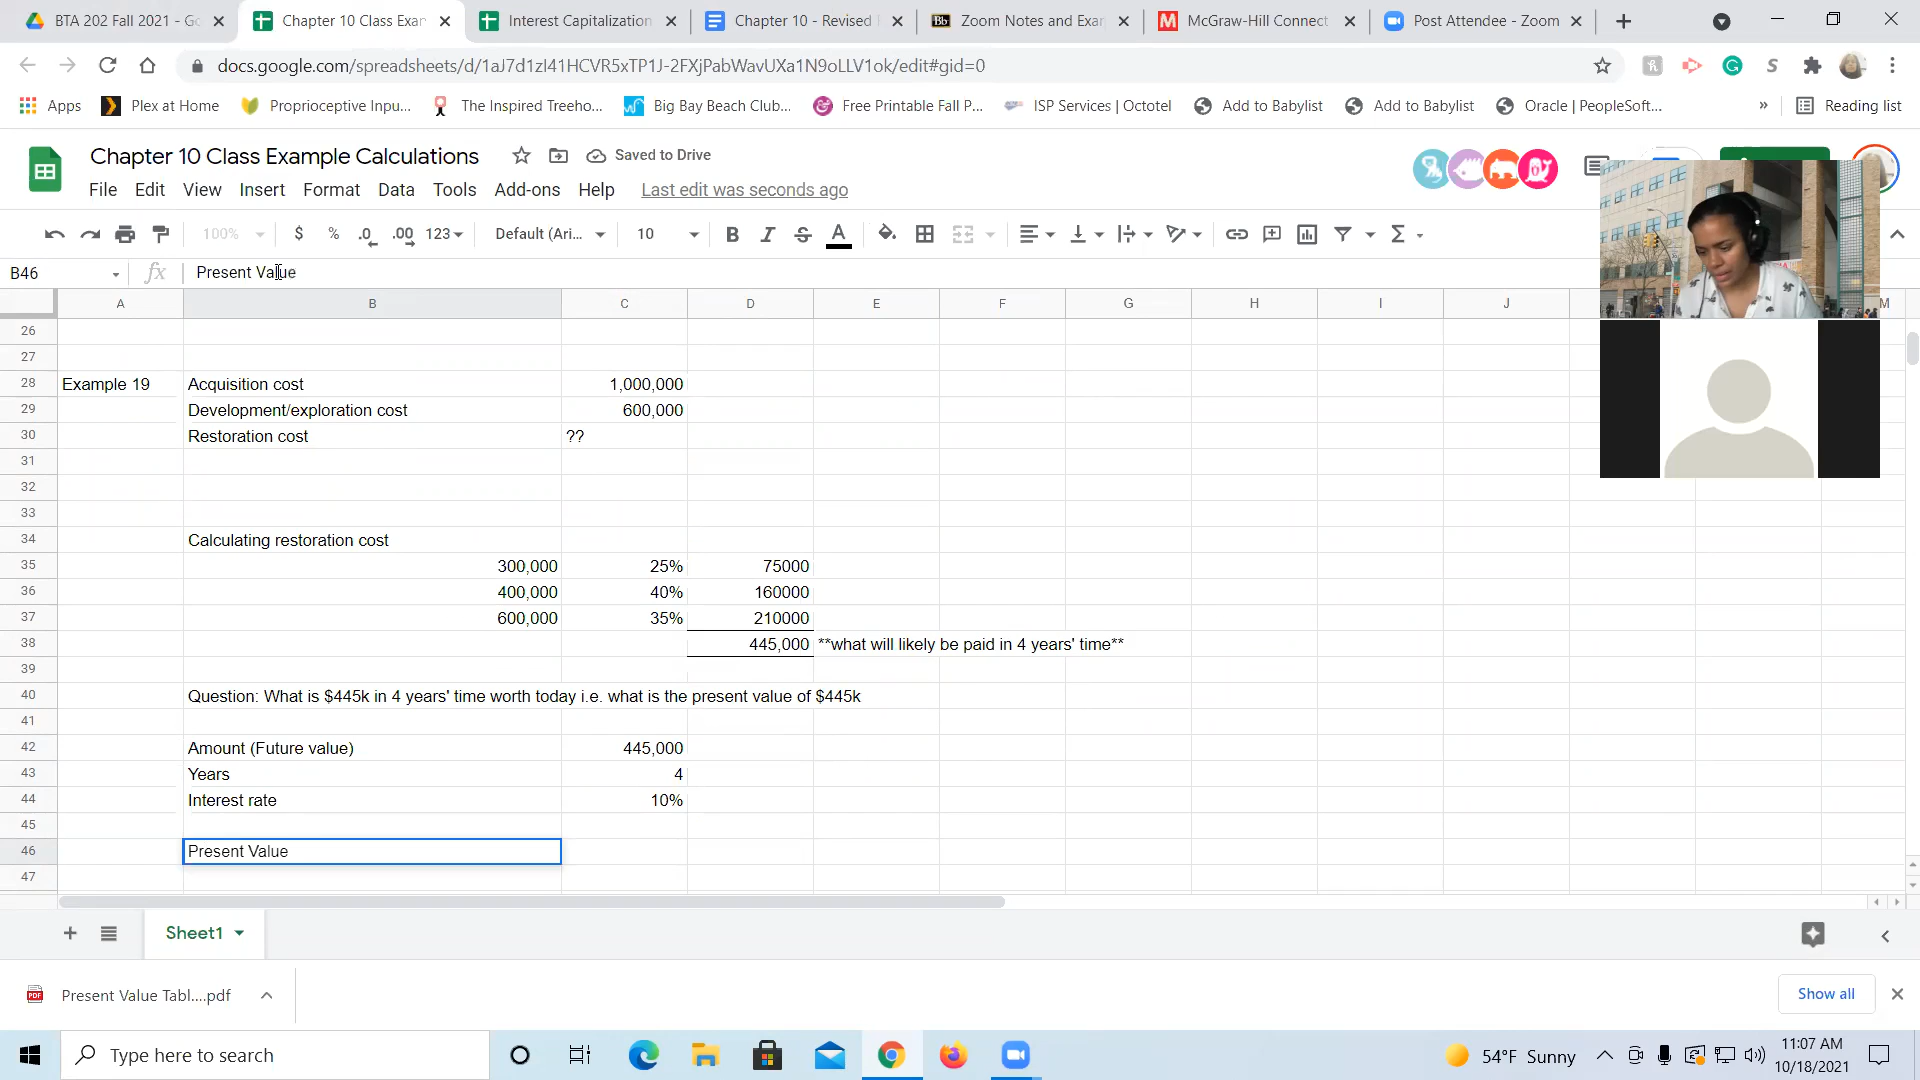 BTA 202 Fall 2021 - Go
Chapter 10 Class Exam
Interest Capitalization
Chapter 10 - Revised
Zoom Notes and Exa
McGraw-Hill Connect
Post Attendee - Zoom
docs.google.com/spreadsheets/d/1aJ7d1zI41HCVR5xTP1J-2FXjPabWavUXa1N9oLLV1ok/edit#gid=0
Apps
Plex at Home
Proprioceptive Inpu...
The Inspired Treeho...
Big Bay Beach Club...
Free Printable Fall P...
ISP Services | Octotel
Add to Babylist
Add to Babylist
Oracle | PeopleSoft...
Reading list
Chapter 10 Class Example Calculations
Saved to Drive
File Edit View Insert Format Data Tools Add-ons Help Last edit was seconds ago
100% $ % .0 .00 123 Default (Ari... 10 B I S A
B46 fx Present Value
A B C D E F G H I J M
26
27
28 Example 19 Acquisition cost 1,000,000
29 Development/exploration cost 600,000
30 Restoration cost ??
31
32
33
34 Calculating restoration cost
35 300,000 25% 75000
36 400,000 40% 160000
37 600,000 35% 210000
38 445,000 **what will likely be paid in 4 years' time**
39
40 Question: What is $445k in 4 years' time worth today i.e. what is the present value of $445k
41
42 Amount (Future value) 445,000
43 Years 4
44 Interest rate 10%
45
46 Present Value
47
Sheet1
Present Value Tabl....pdf
Show all
Type here to search
54°F Sunny
11:07 AM
10/18/2021